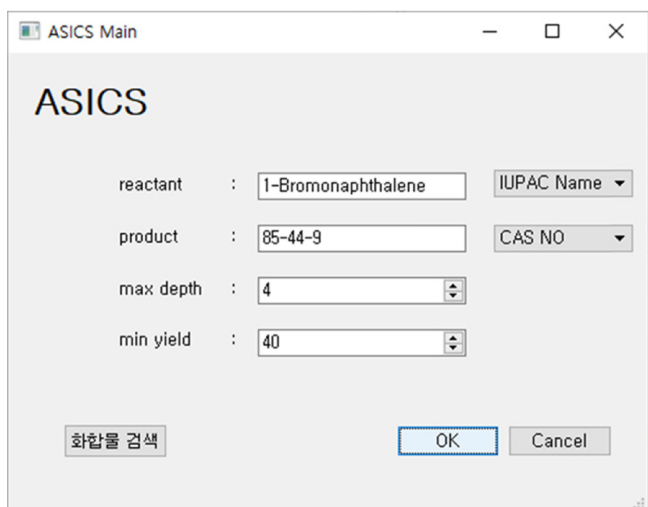 ASICS Main
ASICS
reactant : 1-Bromonaphthalene IUPAC Name
product : 85-44-9 CAS NO
max depth : 4
min yield : 40
화합물 검색 OK Cancel